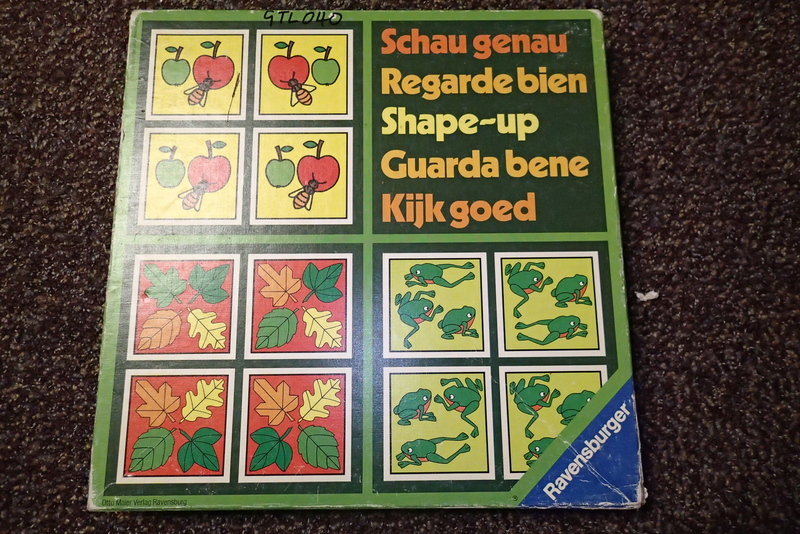 GTL040
Schau genau
Regarde bien
Shape-up
Guarda bene
Kijk goed
Ravensburger
Otto Maier Verlag Ravensburg